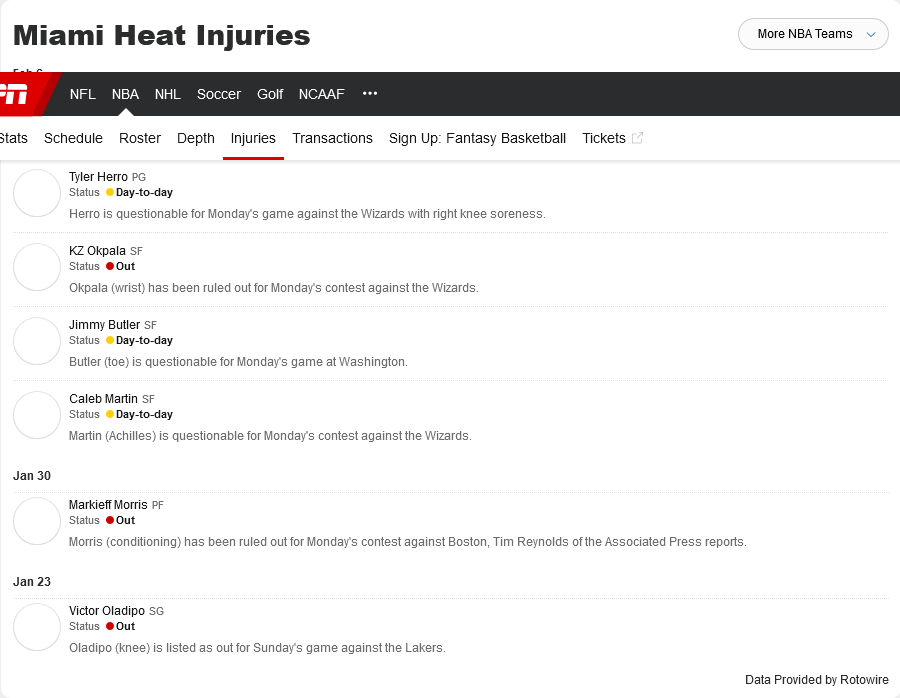 Miami Heat Injuries
More NBA Teams
NFL NBA NHL Soccer Golf NCAAF •••
Stats Schedule Roster Depth Injuries Transactions Sign Up: Fantasy Basketball Tickets
Tyler Herro PG
Status Day-to-day
Herro is questionable for Monday's game against the Wizards with right knee soreness.
KZ Okpala SF
Status Out
Okpala (wrist) has been ruled out for Monday's contest against the Wizards.
Jimmy Butler SF
Status Day-to-day
Butler (toe) is questionable for Monday's game at Washington.
Caleb Martin SF
Status Day-to-day
Martin (Achilles) is questionable for Monday's contest against the Wizards.
Jan 30
Markieff Morris PF
Status Out
Morris (conditioning) has been ruled out for Monday's contest against Boston, Tim Reynolds of the Associated Press reports.
Jan 23
Victor Oladipo SG
Status Out
Oladipo (knee) is listed as out for Sunday's game against the Lakers.
Data Provided by Rotowire